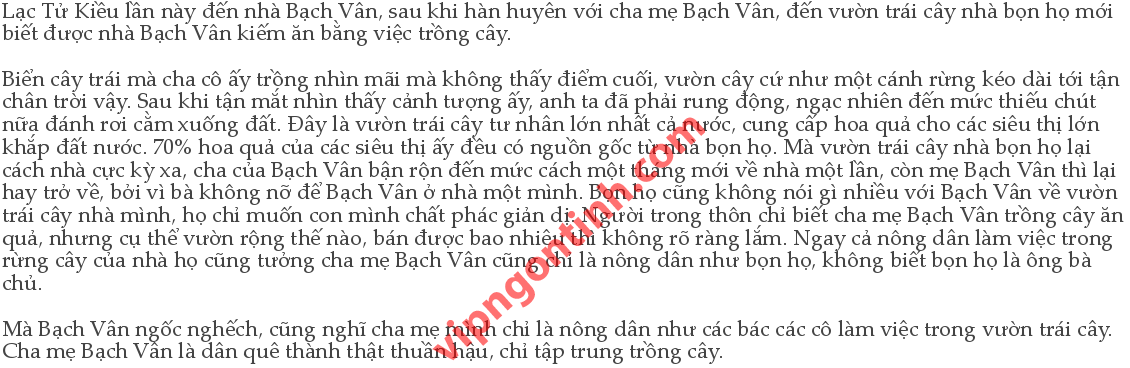 Lạc Tử Kiều lần này đến nhà Bạch Vân, sau khi hàn huyên với cha mẹ Bạch Vân, đến vườn trái cây nhà bọn họ mới
biết được nhà Bạch Vân kiếm ăn bằng việc trồng cây.
Biển cây trái mà cha cô ấy trồng nhìn mãi mà không thấy điểm cuối, vườn cây cứ như một cánh rừng kéo dài tới tận
chân trời vậy. Sau khi tận mắt nhìn thấy cảnh tượng ấy, anh ta đã phải rung động, ngạc nhiên đến mức thiếu chút
nữa đánh rơi cằm xuống đất. Đây là vườn trái cây tư nhân lớn nhất cả nước, cung cấp hoa quả cho các siêu thị lớn
khắp đất nước. 70% hoa quả của các siêu thị ấy đều có nguồn gốc từ nhà bọn họ. Mà vườn trái cây nhà bọn họ lại
cách nhà cực kỳ xa, cha của Bạch Vân bận rộn đến mức cách một tháng mới về nhà một lần, còn mẹ Bạch Vân thì lại
hay trở về, bởi vì bà không nỡ để Bạch Vân ở nhà một mình. Bọn họ cũng không nói gì nhiều với Bạch Vân về vườn
trái cây nhà mình, họ chỉ muốn con mình chất phác giản dị. Người trong thôn chỉ biết cha mẹ Bạch Vân trồng cây ăn
quả, nhưng cụ thể vườn rộng thế nào, bán được bao nhiêu thì không rõ ràng lắm. Ngay cả nông dân làm việc trong
rừng cây của nhà họ cũng tưởng cha mẹ Bạch Vân cũng chỉ là nông dân như bọn họ, không biết bọn họ là ông bà
chủ.
Mà Bạch Vân ngốc nghếch, cũng nghĩ cha mẹ mình chỉ là nông dân như các bác các cô làm việc trong vườn trái cây.
Cha mẹ Bạch Vân là dân quê thành thật thuần hậu, chỉ tập trung trồng cây.
vipngontinh.com